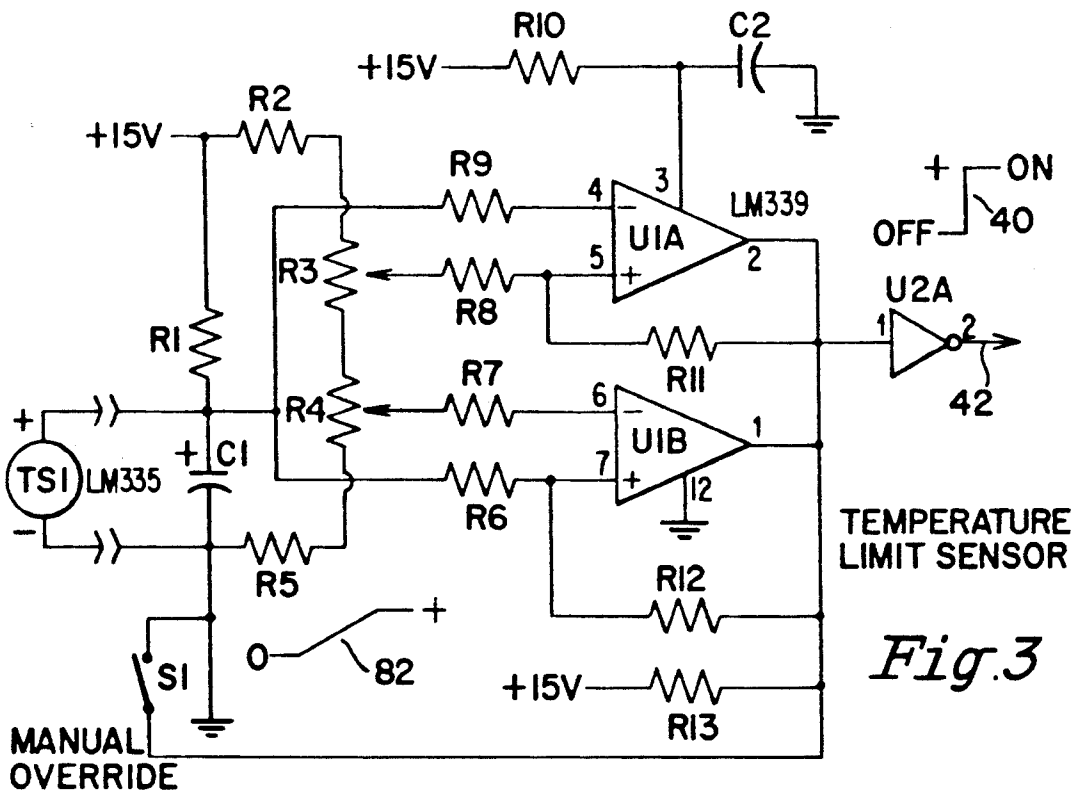 R10
C2
+15V
R2
+15V
R9
4
3
LM339
+
ON
-
U1A
OFF
40
R3
5
+
2
R8
U2A
1
2
R1
R11
R7
42
R4
6
-
+
+
C1
U1B
1
TS1
LM335
7
+
12
-
R6
TEMPERATURE
LIMIT SENSOR
R5
R12
+
O
82
S1
Fig.3
+15V
R13
MANUAL
OVERRIDE